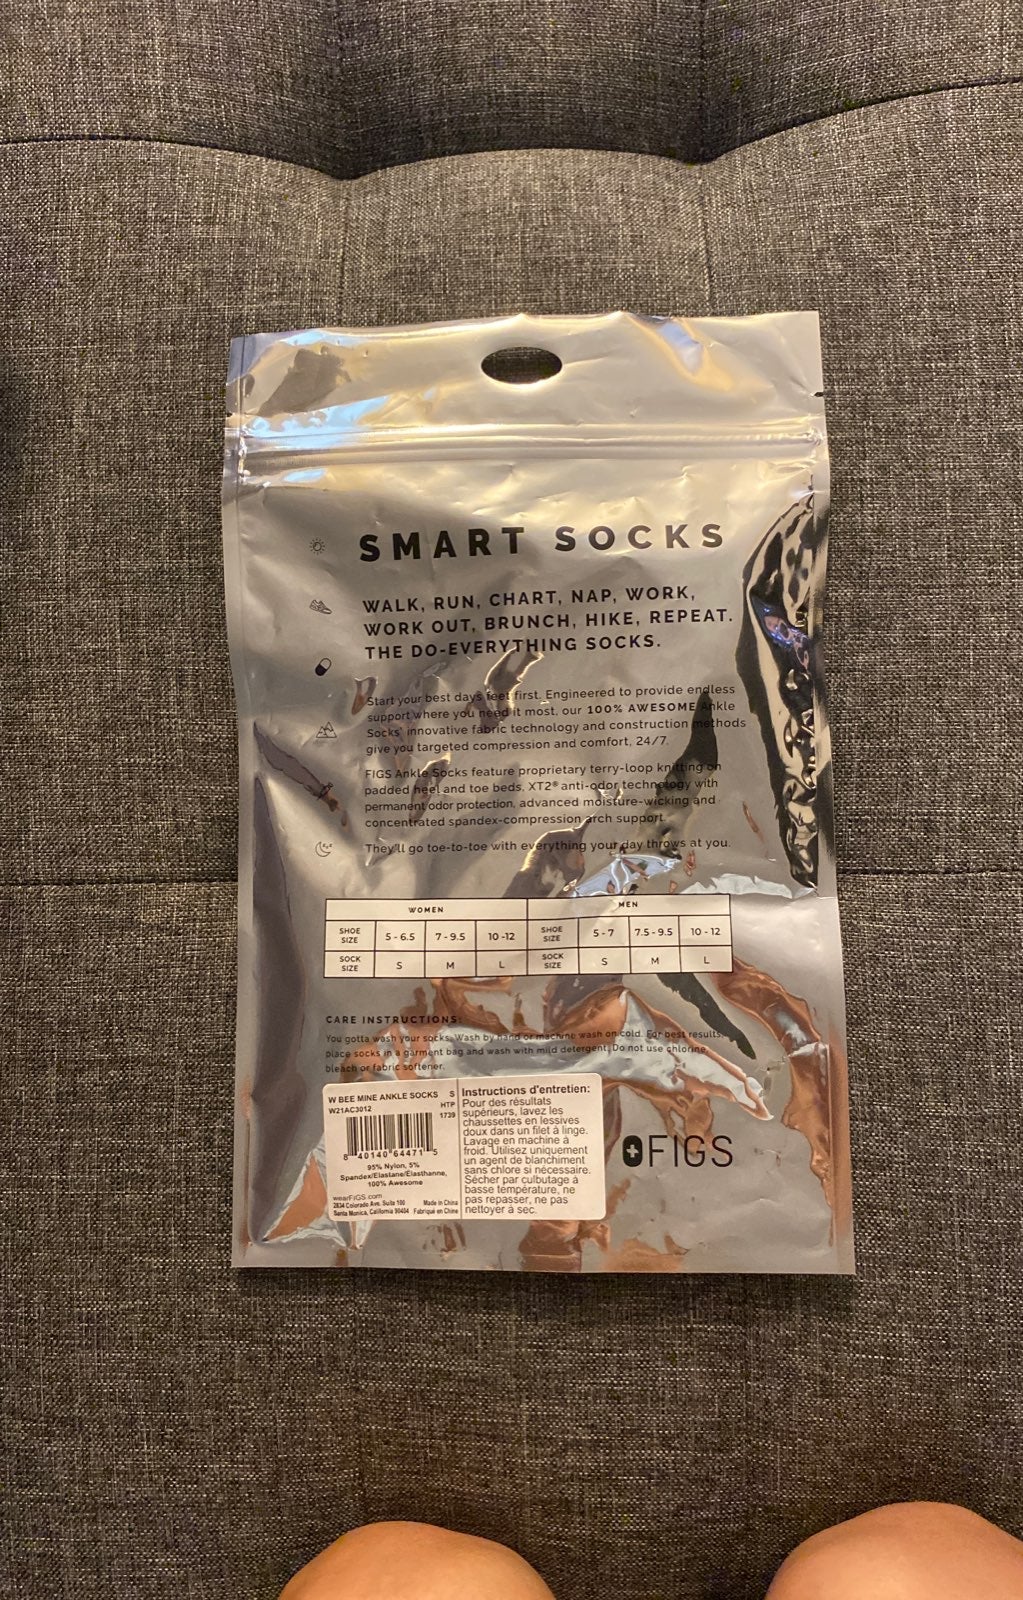 SMART SOCKS
WALK, RUN, CHART, NAP, WORK,
WORK OUT, BRUNCH, HIKE, REPEAT.
THE DO-EVERYTHING SOCKS.
Start your best days feet first. Engineered to provide endless
support where you need it most, our 100% AWESOME Ankle
Socks' innovative fabric technology and construction methods
give you targeted compression and comfort, 24/7.
FIGS Ankle Socks feature proprietary terry-loop knitting on
padded heel and toe beds. XT2® anti-odor technology with
permanent odor protection, advanced moisture-wicking and
concentrated spandex-compression arch support.
They'll go toe-to-toe with everything your day throws at you.
WOMEN MEN
SHOE SIZE 5 - 6.5 7 - 9.5 10 -12 SHOE SIZE 5 - 7 7.5 - 9.5 10 - 12
SOCK SIZE S M L SOCK SIZE S M L
CARE INSTRUCTIONS:
You gotta wash your socks. Wash by hand or machine wash on cold. For best results,
place socks in a garment bag and wash with mild detergent. Do not use chlorine,
bleach or fabric softener.
W BEE MINE ANKLE SOCKS S
W21AC3012 HTP
1739
8 40140 64471 5
95% Nylon, 5%
Spandex/Elastane/Élasthanne,
100% Awesome
wearFIGS.com
2834 Colorado Ave. Suite 100 Made in China
Santa Monica, California 90404 Fabriqué en Chine
Instructions d'entretien:
Pour des résultats
supérieurs, lavez les
chaussettes en lessives
doux dans un filet à linge.
Lavage en machine à
froid. Utilisez uniquement
un agent de blanchiment
sans chlore si nécessaire.
Sécher par culbutage à
basse température, ne
pas repasser, ne pas
nettoyer à sec.
FIGS